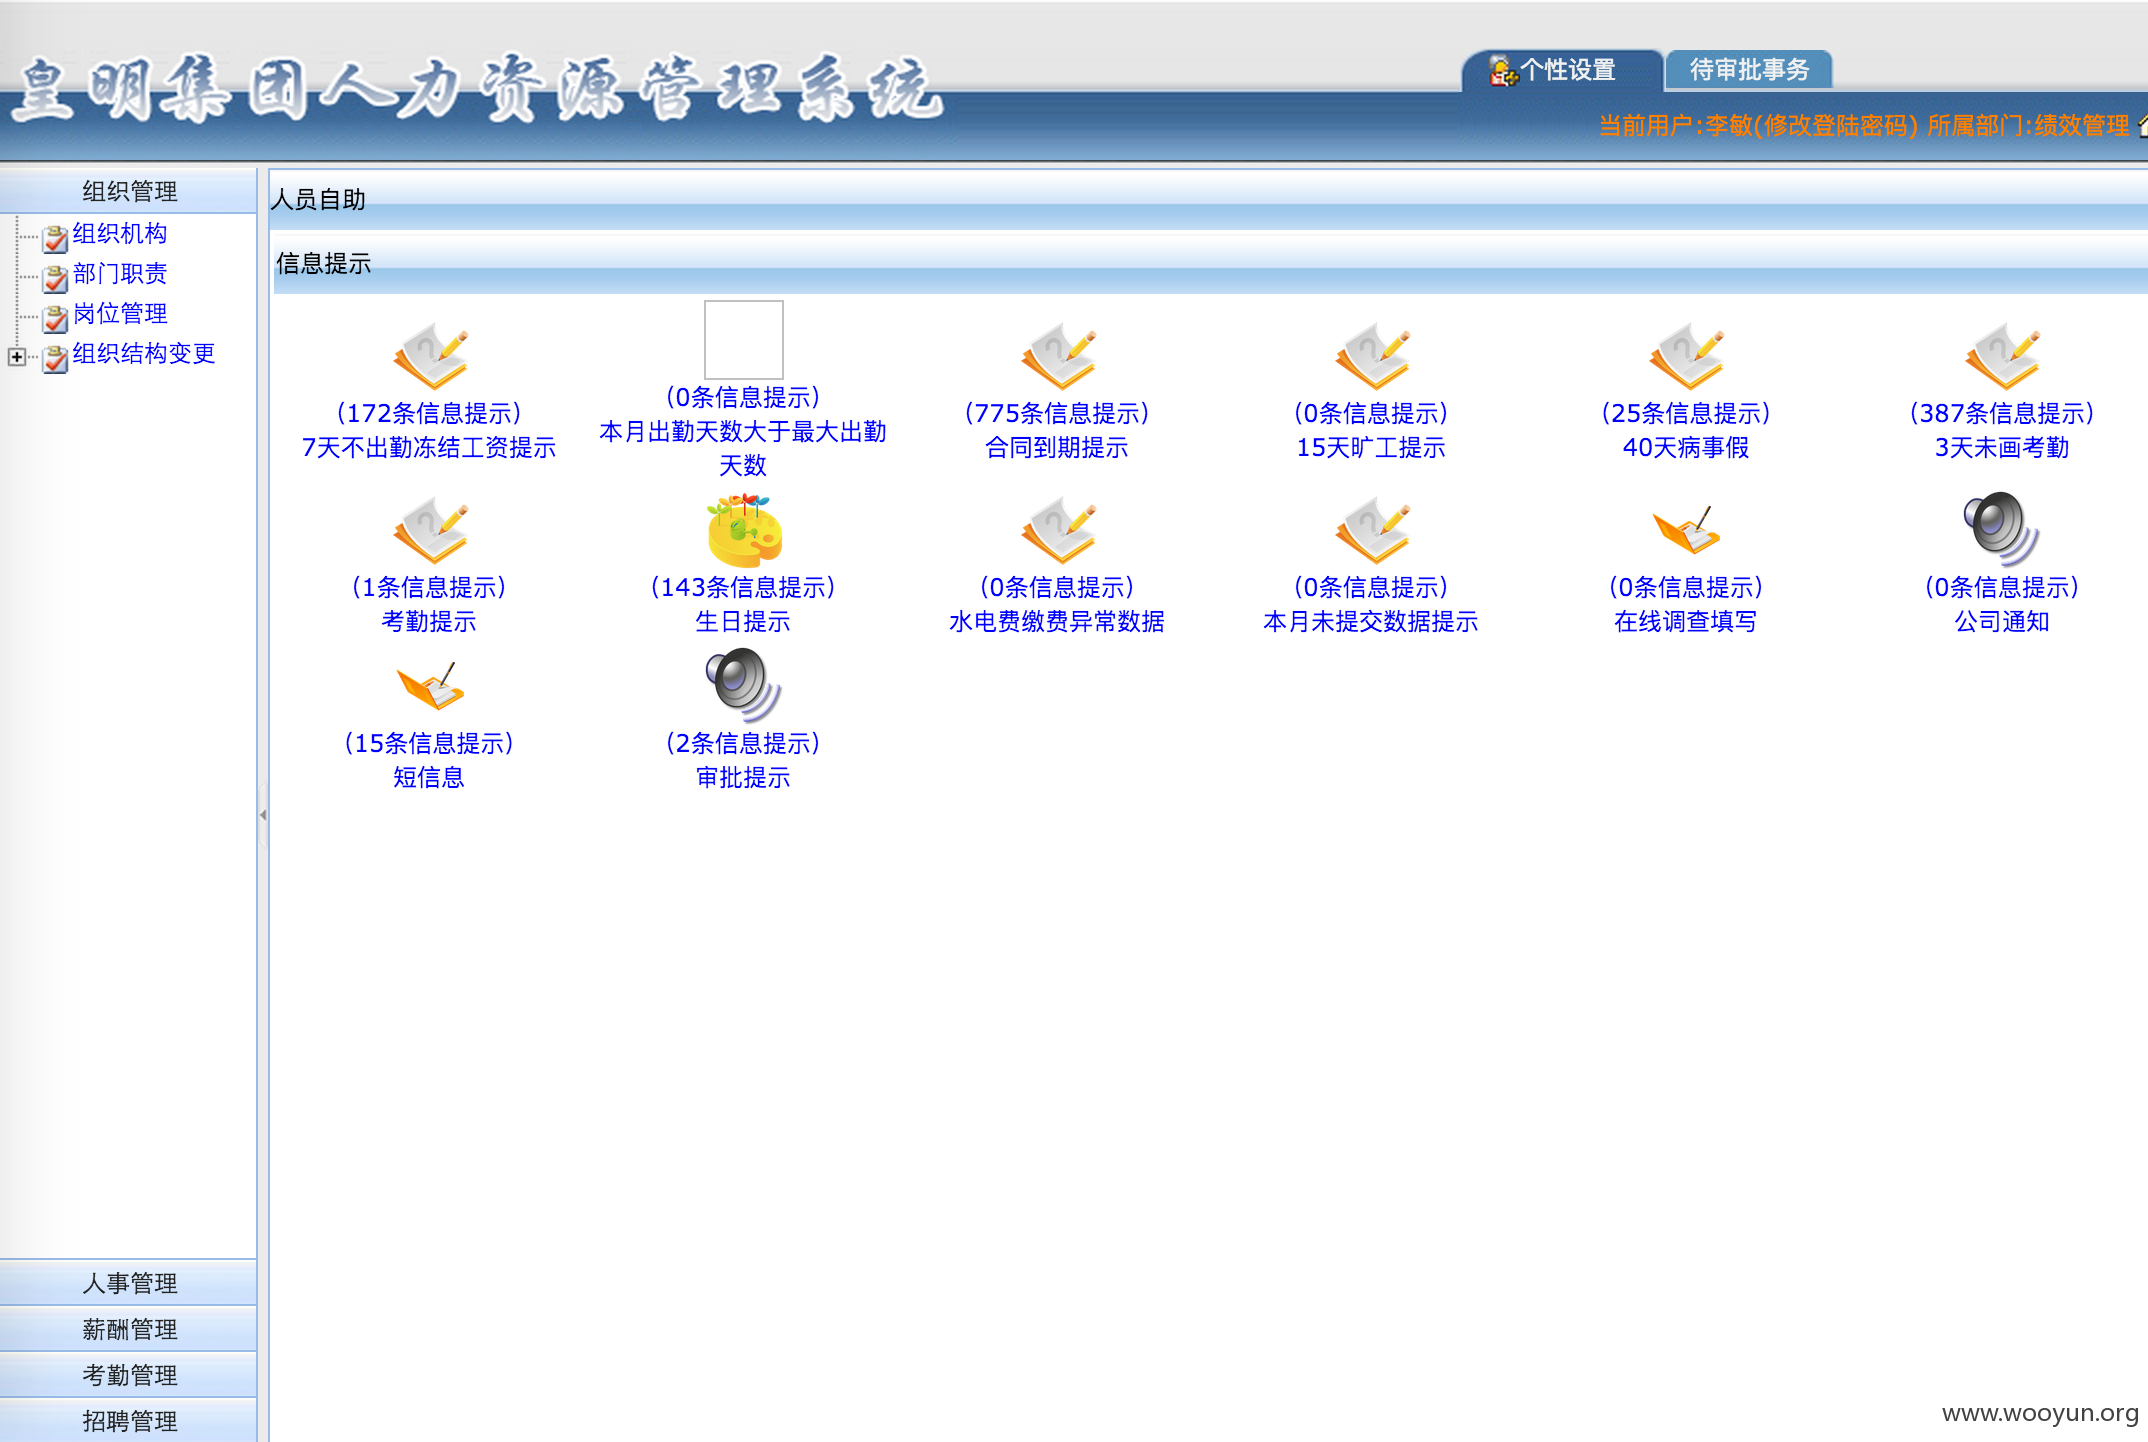 皇明集团人力资源管理系统
个性设置
待审批事务
当前用户:李敏(修改登陆密码) 所属部门:绩效管理
组织管理
组织机构
部门职责
岗位管理
组织结构变更
人员自助
信息提示
(172条信息提示)
7天不出勤冻结工资提示
(0条信息提示)
本月出勤天数大于最大出勤
天数
(775条信息提示)
合同到期提示
(0条信息提示)
15天旷工提示
(25条信息提示)
40天病事假
(387条信息提示)
3天未画考勤
(1条信息提示)
考勤提示
(143条信息提示)
生日提示
(0条信息提示)
水电费缴费异常数据
(0条信息提示)
本月未提交数据提示
(0条信息提示)
在线调查填写
(0条信息提示)
公司通知
(15条信息提示)
短信息
(2条信息提示)
审批提示
人事管理
薪酬管理
考勤管理
招聘管理
www.wooyun.org